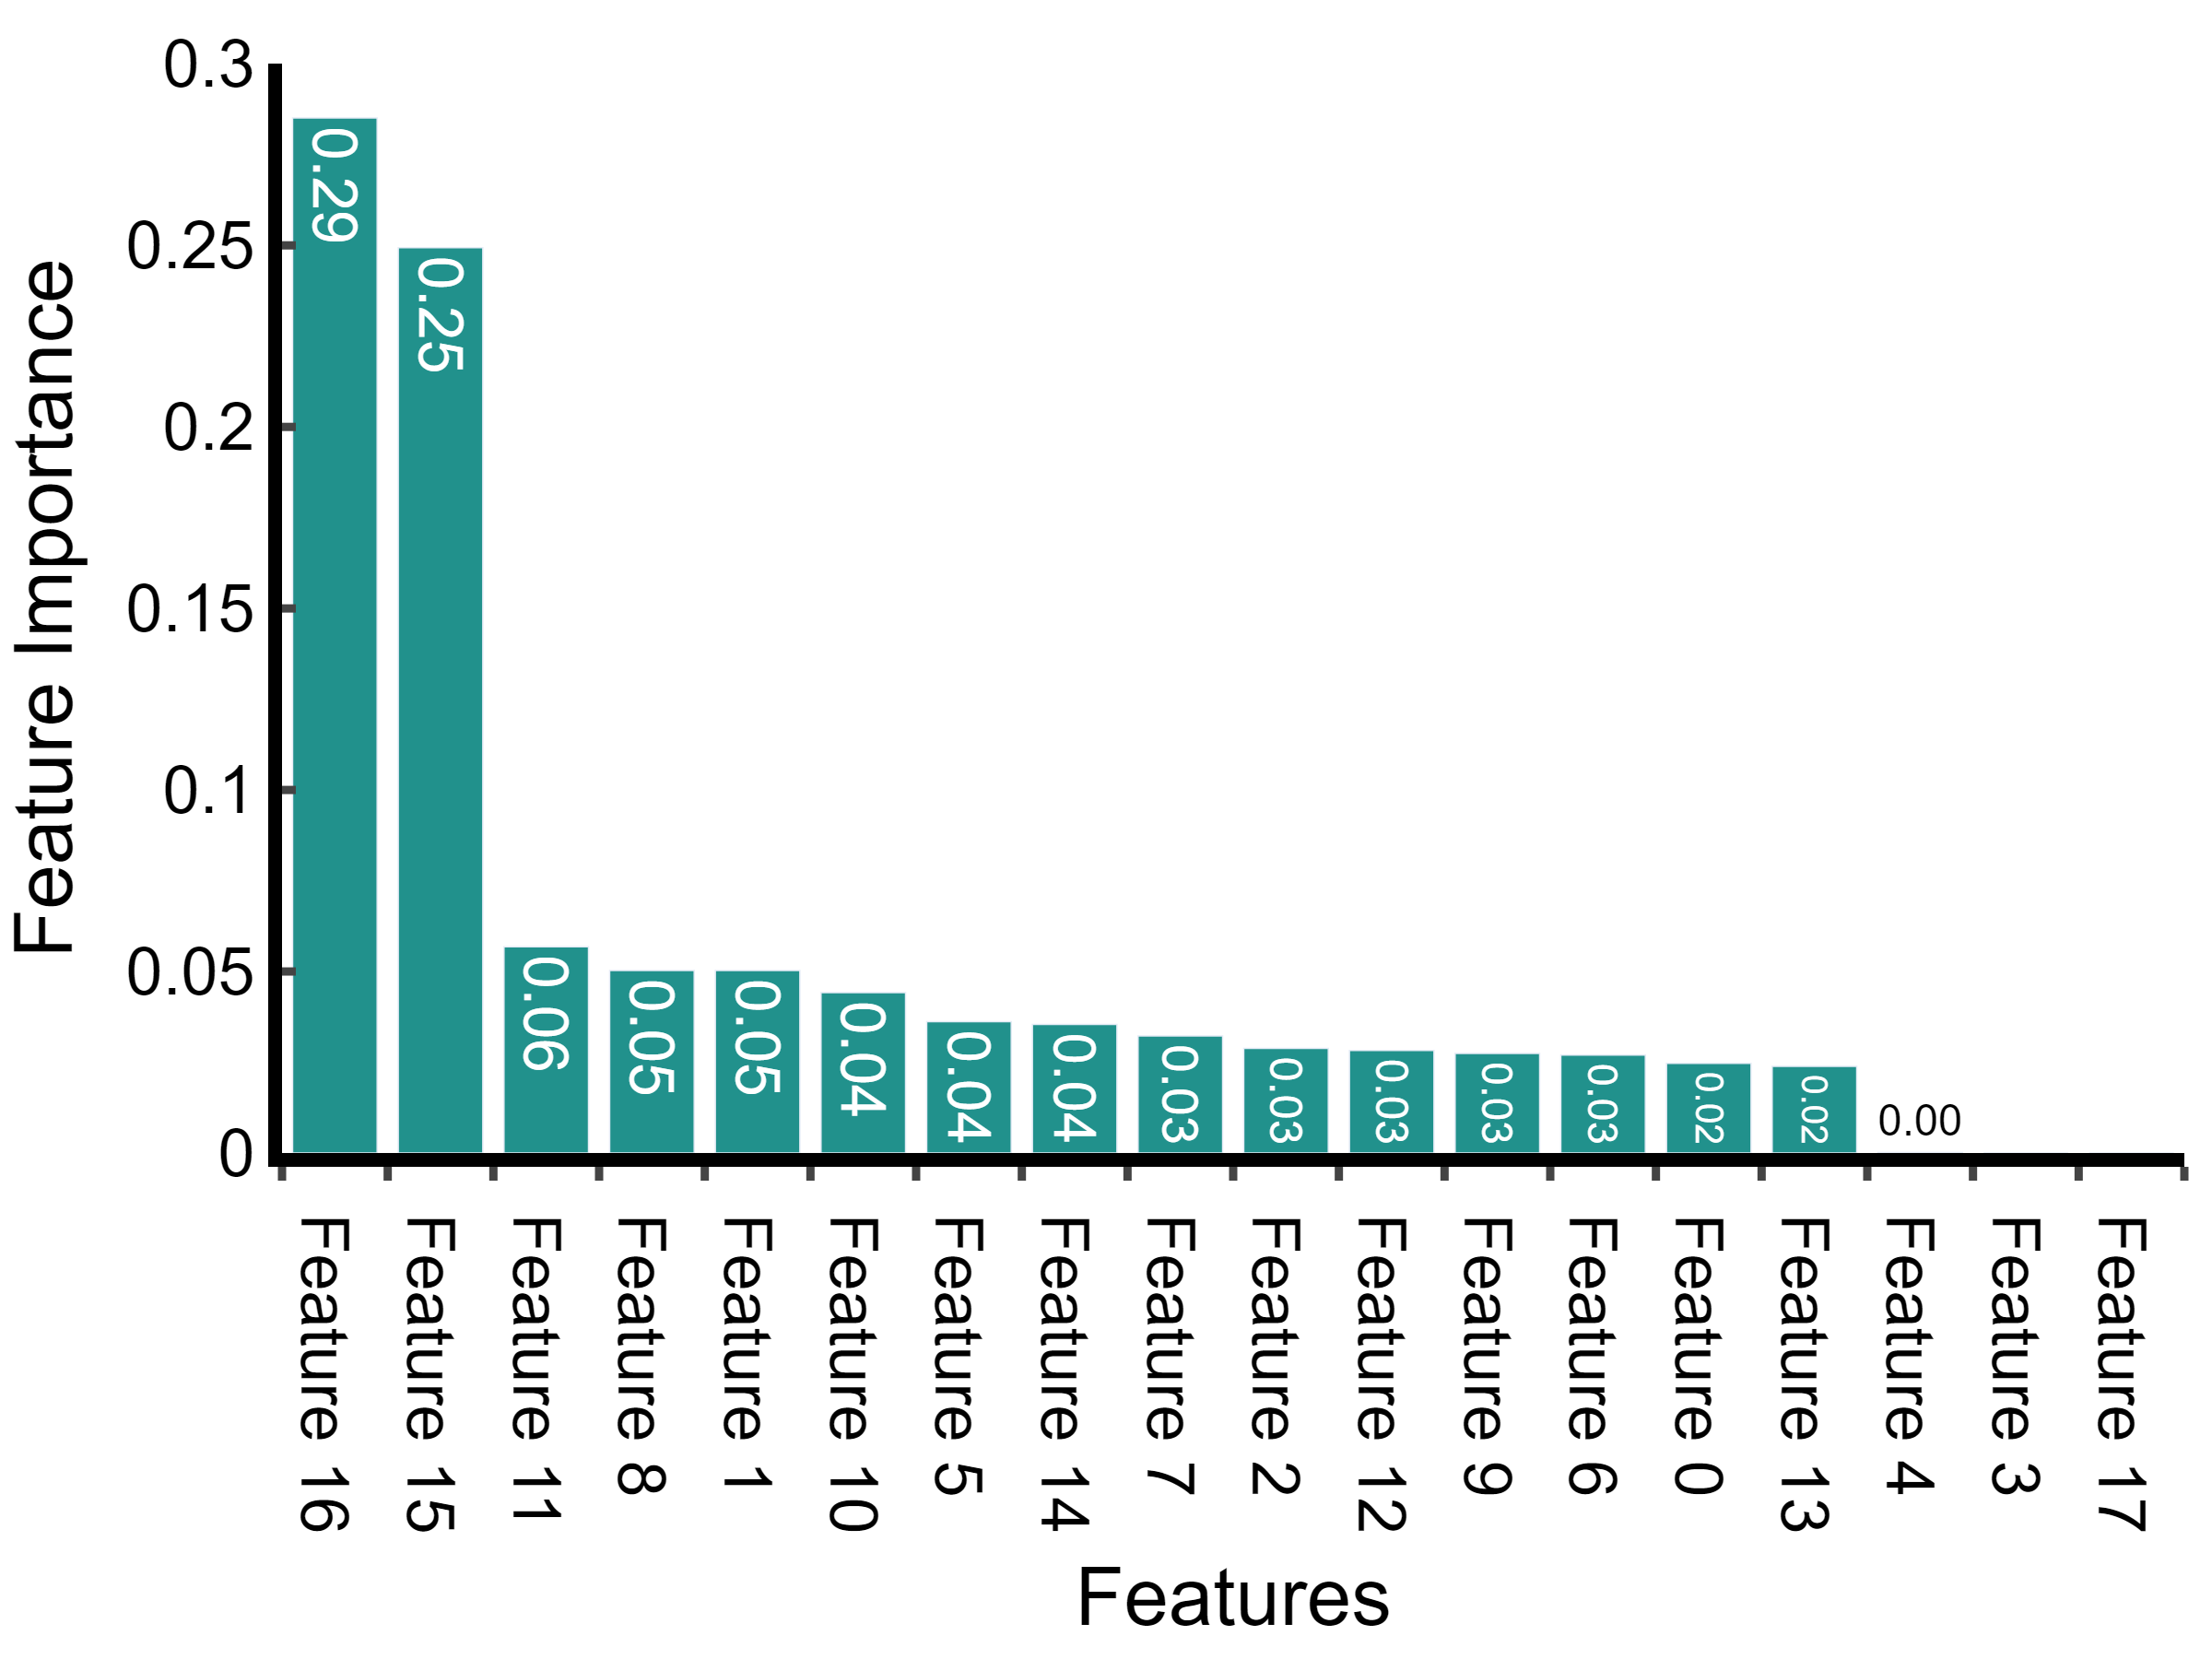 Feature Importance
0.3
0.25
0.2
0.15
0.1
0.05
0
0.29
0.25
0.06
0.05
0.05
0.04
0.04
0.04
0.03
0.03
0.03
0.03
0.03
0.02
0.02
0.00
Feature 16
Feature 15
Feature 11
Feature 8
Feature 1
Feature 10
Feature 5
Feature 14
Feature 7
Feature 2
Feature 12
Feature 9
Feature 6
Feature 0
Feature 13
Feature 4
Feature 3
Feature 17
Features